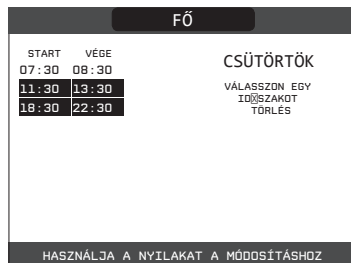 FŐ
START VÉGE
07:30 08:30
11:30 13:30
18:30 22:30
CSÜTÖRTÖK
VÁLASSZON EGY
TÖRLÉS
HASZNÁLJA A NYILAKAT A MÓDOSÍTÁSHOZ